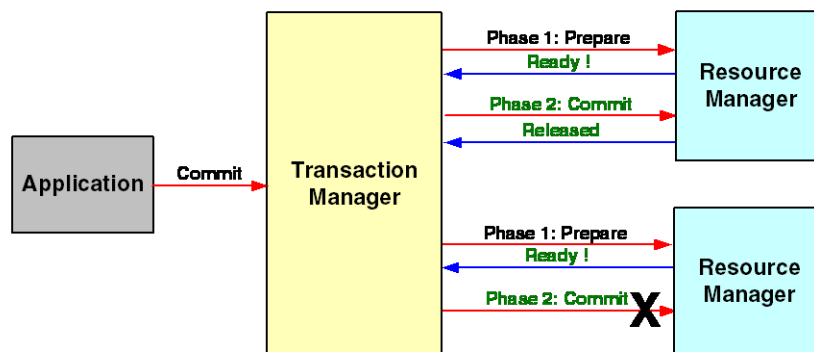 Phase 1: Prepare
Ready !
Phase 2: Commit
Released
Resource
Manager
Application
Commit
Transaction
Manager
Phase 1: Prepare
Ready !
Phase 2: Commit
X
Resource
Manager